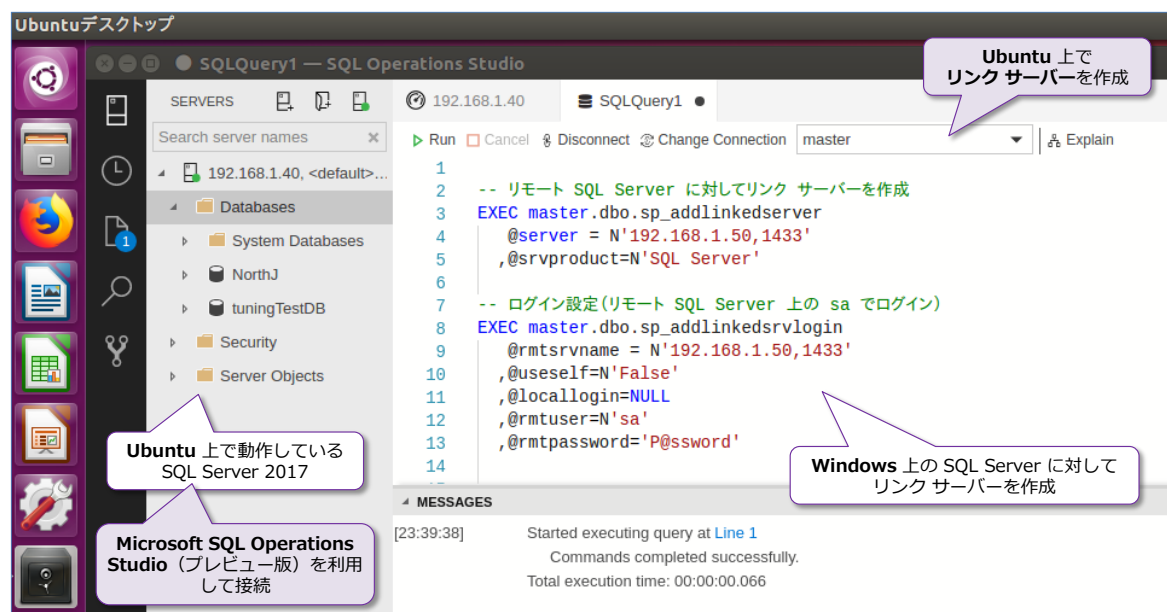 Ubuntuデスクトップ
SQLQuery1 — SQL Operations Studio
Ubuntu 上で
リンク サーバーを作成
SERVERS
192.168.1.40
SQLQuery1
Search server names
Run Cancel Disconnect Change Connection master Explain
192.168.1.40, <default>...
Databases
System Databases
NorthJ
tuningTestDB
Security
Server Objects
1
1
2 -- リモート SQL Server に対してリンク サーバーを作成
3 EXEC master.dbo.sp_addlinkedserver
4 @server = N'192.168.1.50,1433'
5 ,@srvproduct=N'SQL Server'
6
7 -- ログイン設定(リモート SQL Server 上の sa でログイン)
8 EXEC master.dbo.sp_addlinkedsrvlogin
9 @rmtsrvname = N'192.168.1.50,1433'
10 ,@useself=N'False'
11 ,@locallogin=NULL
12 ,@rmtuser=N'sa'
13 ,@rmtpassword='P@ssword'
14
Ubuntu 上で動作している
SQL Server 2017
Windows 上の SQL Server に対して
リンク サーバーを作成
Microsoft SQL Operations
Studio（プレビュー版）を利用
して接続
MESSAGES
[23:39:38] Started executing query at Line 1
Commands completed successfully.
Total execution time: 00:00:00.066